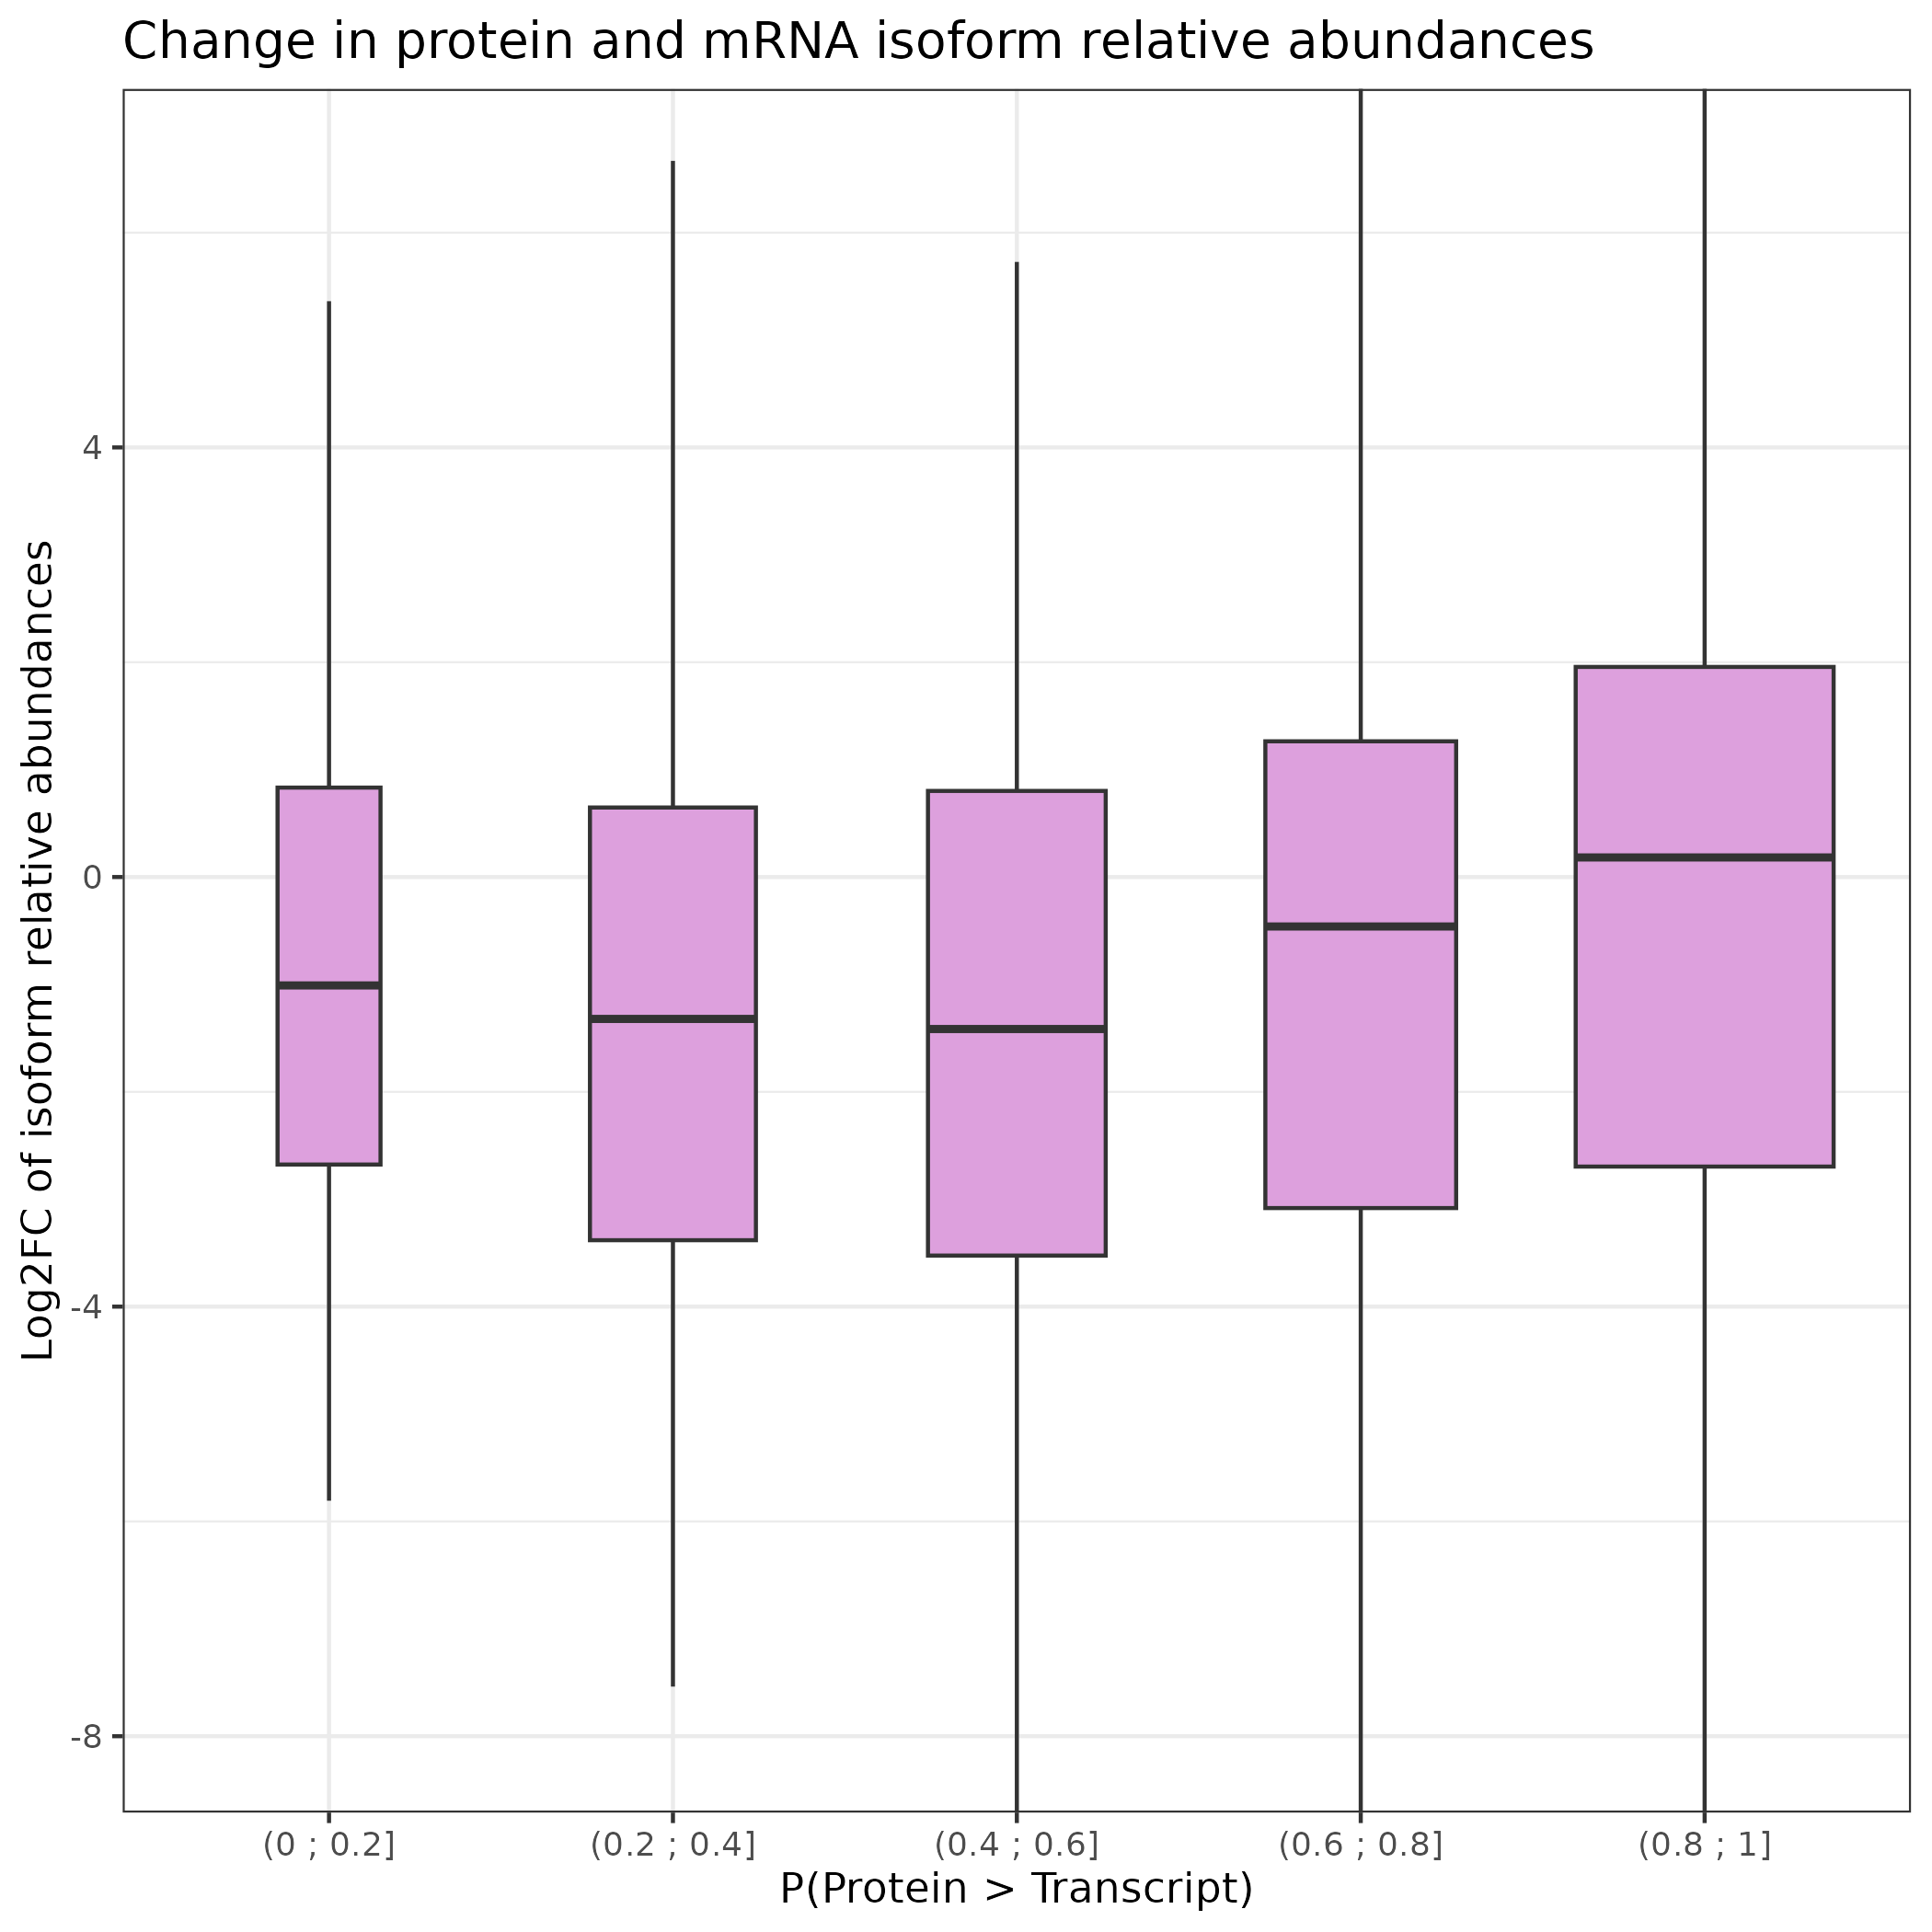 Change in protein and mRNA isoform relative abundances
Log2FC of isoform relative abundances
4
0
-4
-8
(0 ; 0.2]
(0.2 ; 0.4]
(0.4 ; 0.6]
(0.6 ; 0.8]
(0.8 ; 1]
P(Protein > Transcript)